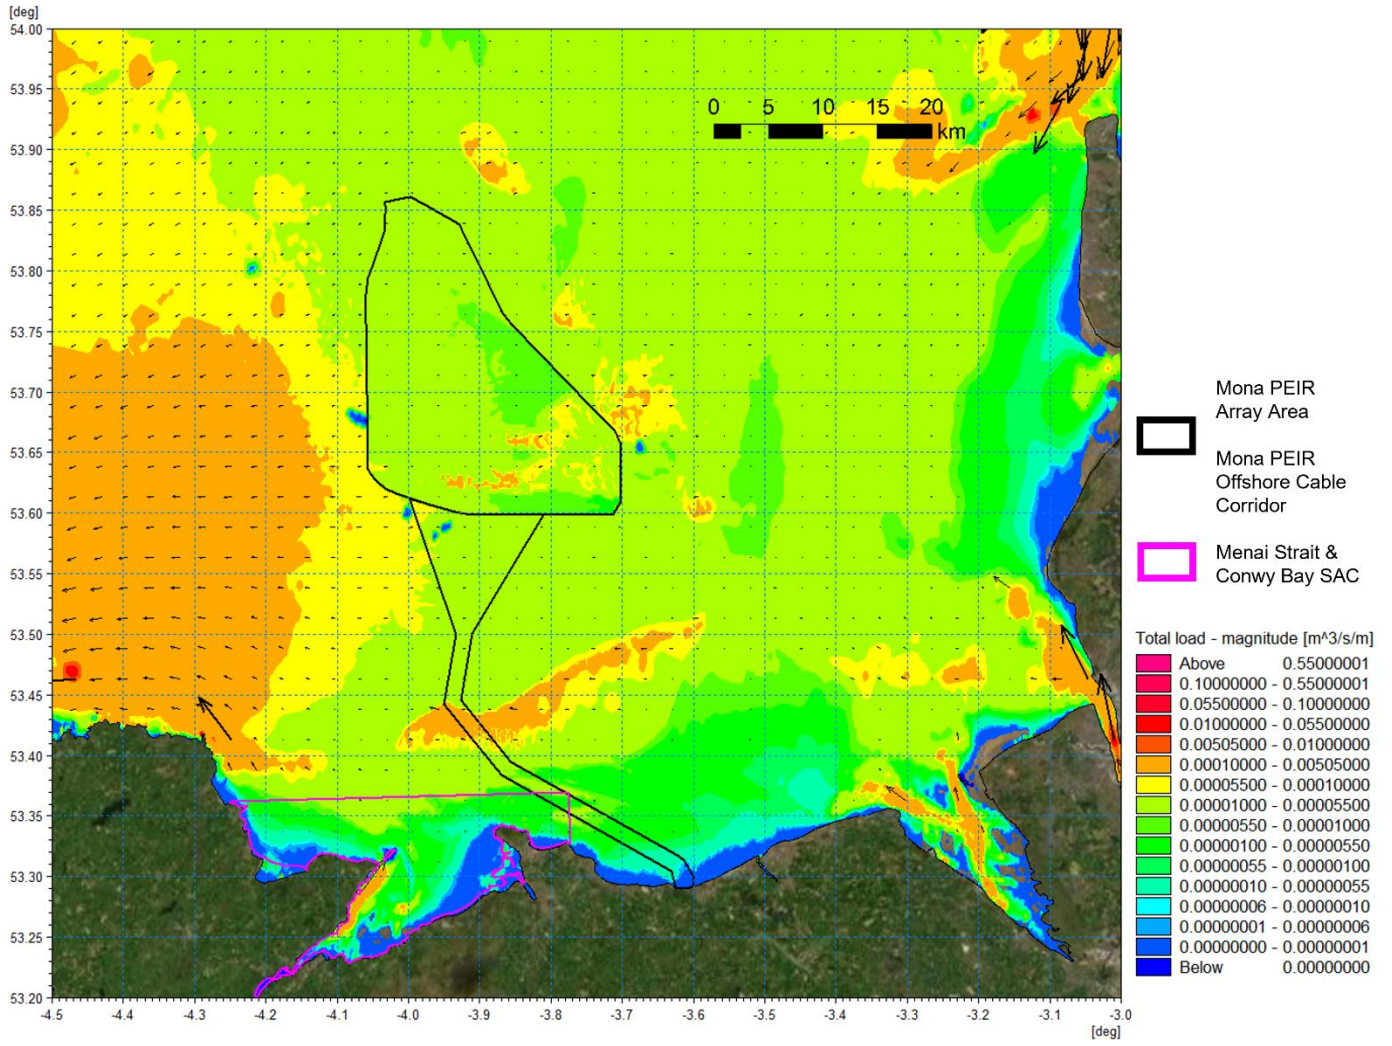 [deg]
54.00
53.95
53.90
53.85
53.80
53.75
53.70
53.65
53.60
53.55
53.50
53.45
53.40
53.35
53.30
53.25
53.20
0 5 10 15 20
km
-4.5 -4.4 -4.3 -4.2 -4.1 -4.0 -3.9 -3.8 -3.7 -3.6 -3.5 -3.4 -3.3 -3.2 -3.1 -3.0
[deg]
Mona PEIR
Array Area
Mona PEIR
Offshore Cable
Corridor
Menai Strait &
Conwy Bay SAC
Total load - magnitude [m^3/s/m]
Above 0.55000001
0.10000000 - 0.55000001
0.05500000 - 0.10000000
0.01000000 - 0.05500000
0.00505000 - 0.01000000
0.00010000 - 0.00505000
0.00005500 - 0.00010000
0.00001000 - 0.00005500
0.00000550 - 0.00001000
0.00000100 - 0.00000550
0.00000055 - 0.00000100
0.00000010 - 0.00000055
0.00000006 - 0.00000010
0.00000001 - 0.00000006
0.00000000 - 0.00000001
Below 0.00000000